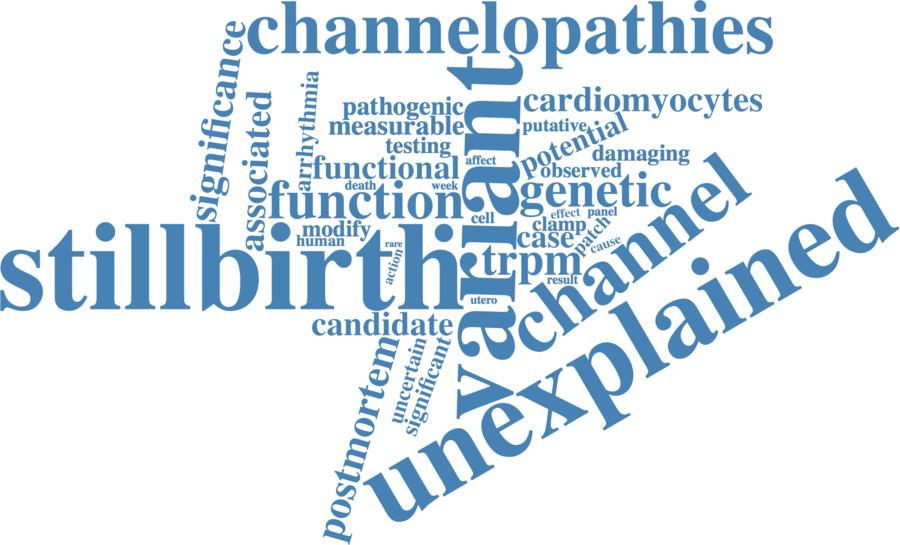 channelopathies
significance
associated
arrhythmia
variant
pathogenic
cardiomyocytes
measurable
putative
potential
testing
damaging
functional
affect
observed
death
week
function
genetic
channel
unexplained
cell
effect
panel
modify
clamp
patch
stillbirth
human
case
cause
rare
action
trpm
result
utero
candidate
postmortem
uncertain
significant